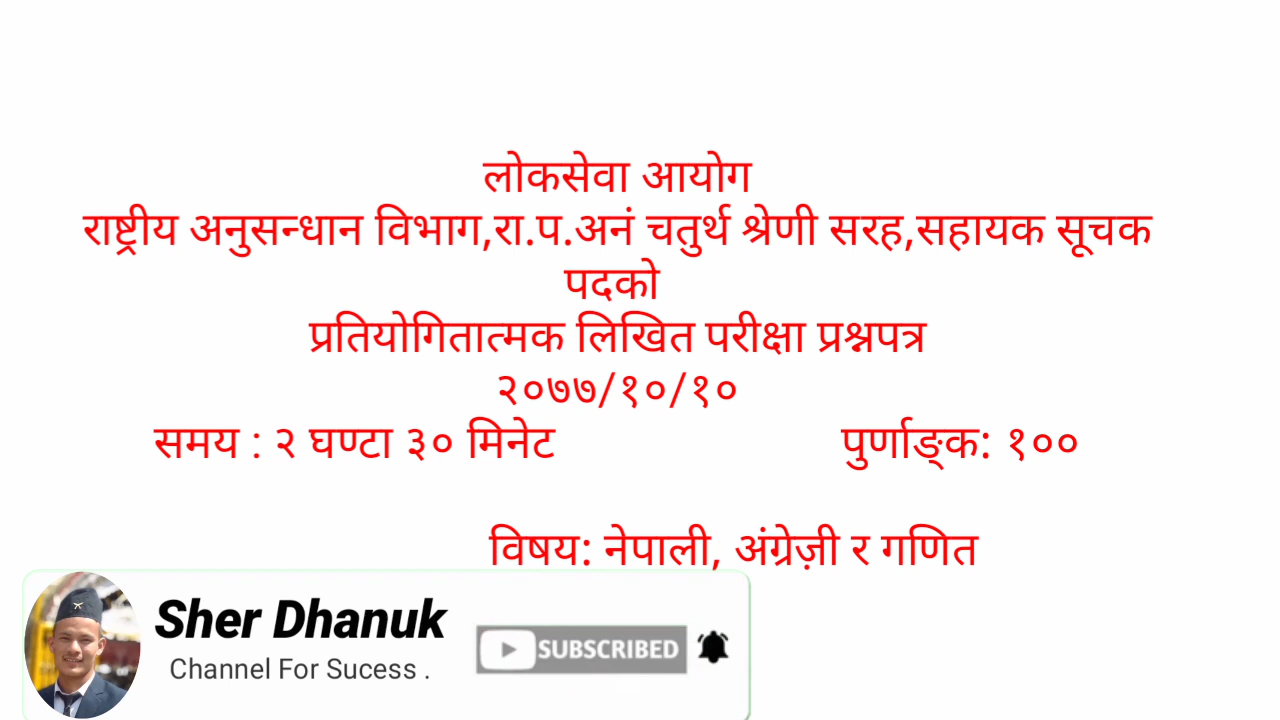 लोकसेवा आयोग
राष्ट्रीय अनुसन्धान विभाग,रा.प.अनं चतुर्थ श्रेणी सरह,सहायक सूचक
पदको
प्रतियोगितात्मक लिखित परीक्षा प्रश्नपत्र
२०७७/१०/१०
समय : २ घण्टा ३० मिनेट पुर्णाङ्क: १००
विषय: नेपाली, अंग्रेज़ी र गणित
Sher Dhanuk
SUBSCRIBED
Channel For Sucess .